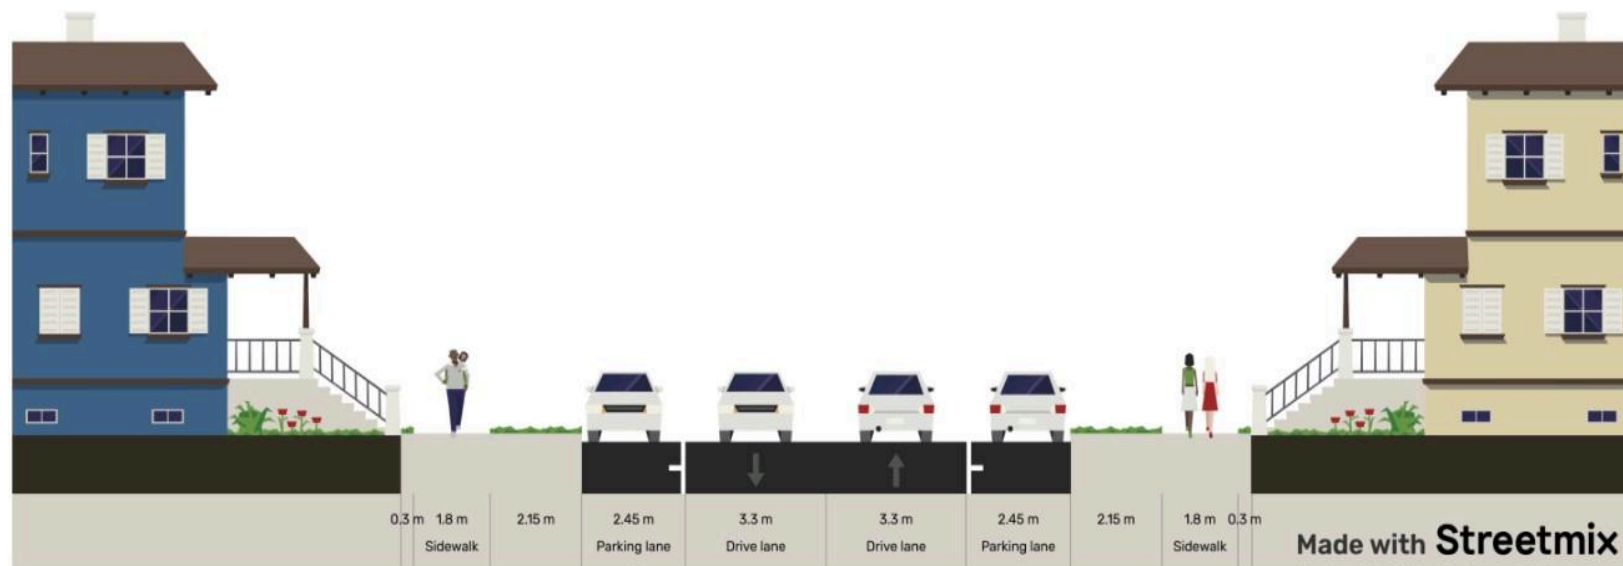 0.3 m 1.8 m 2.15 m 2.45 m 3.3 m 3.3 m 2.45 m 2.15 m 1.8 m 0.3 m
Sidewalk Parking lane Drive lane Drive lane Parking lane Sidewalk
Made with Streetmix